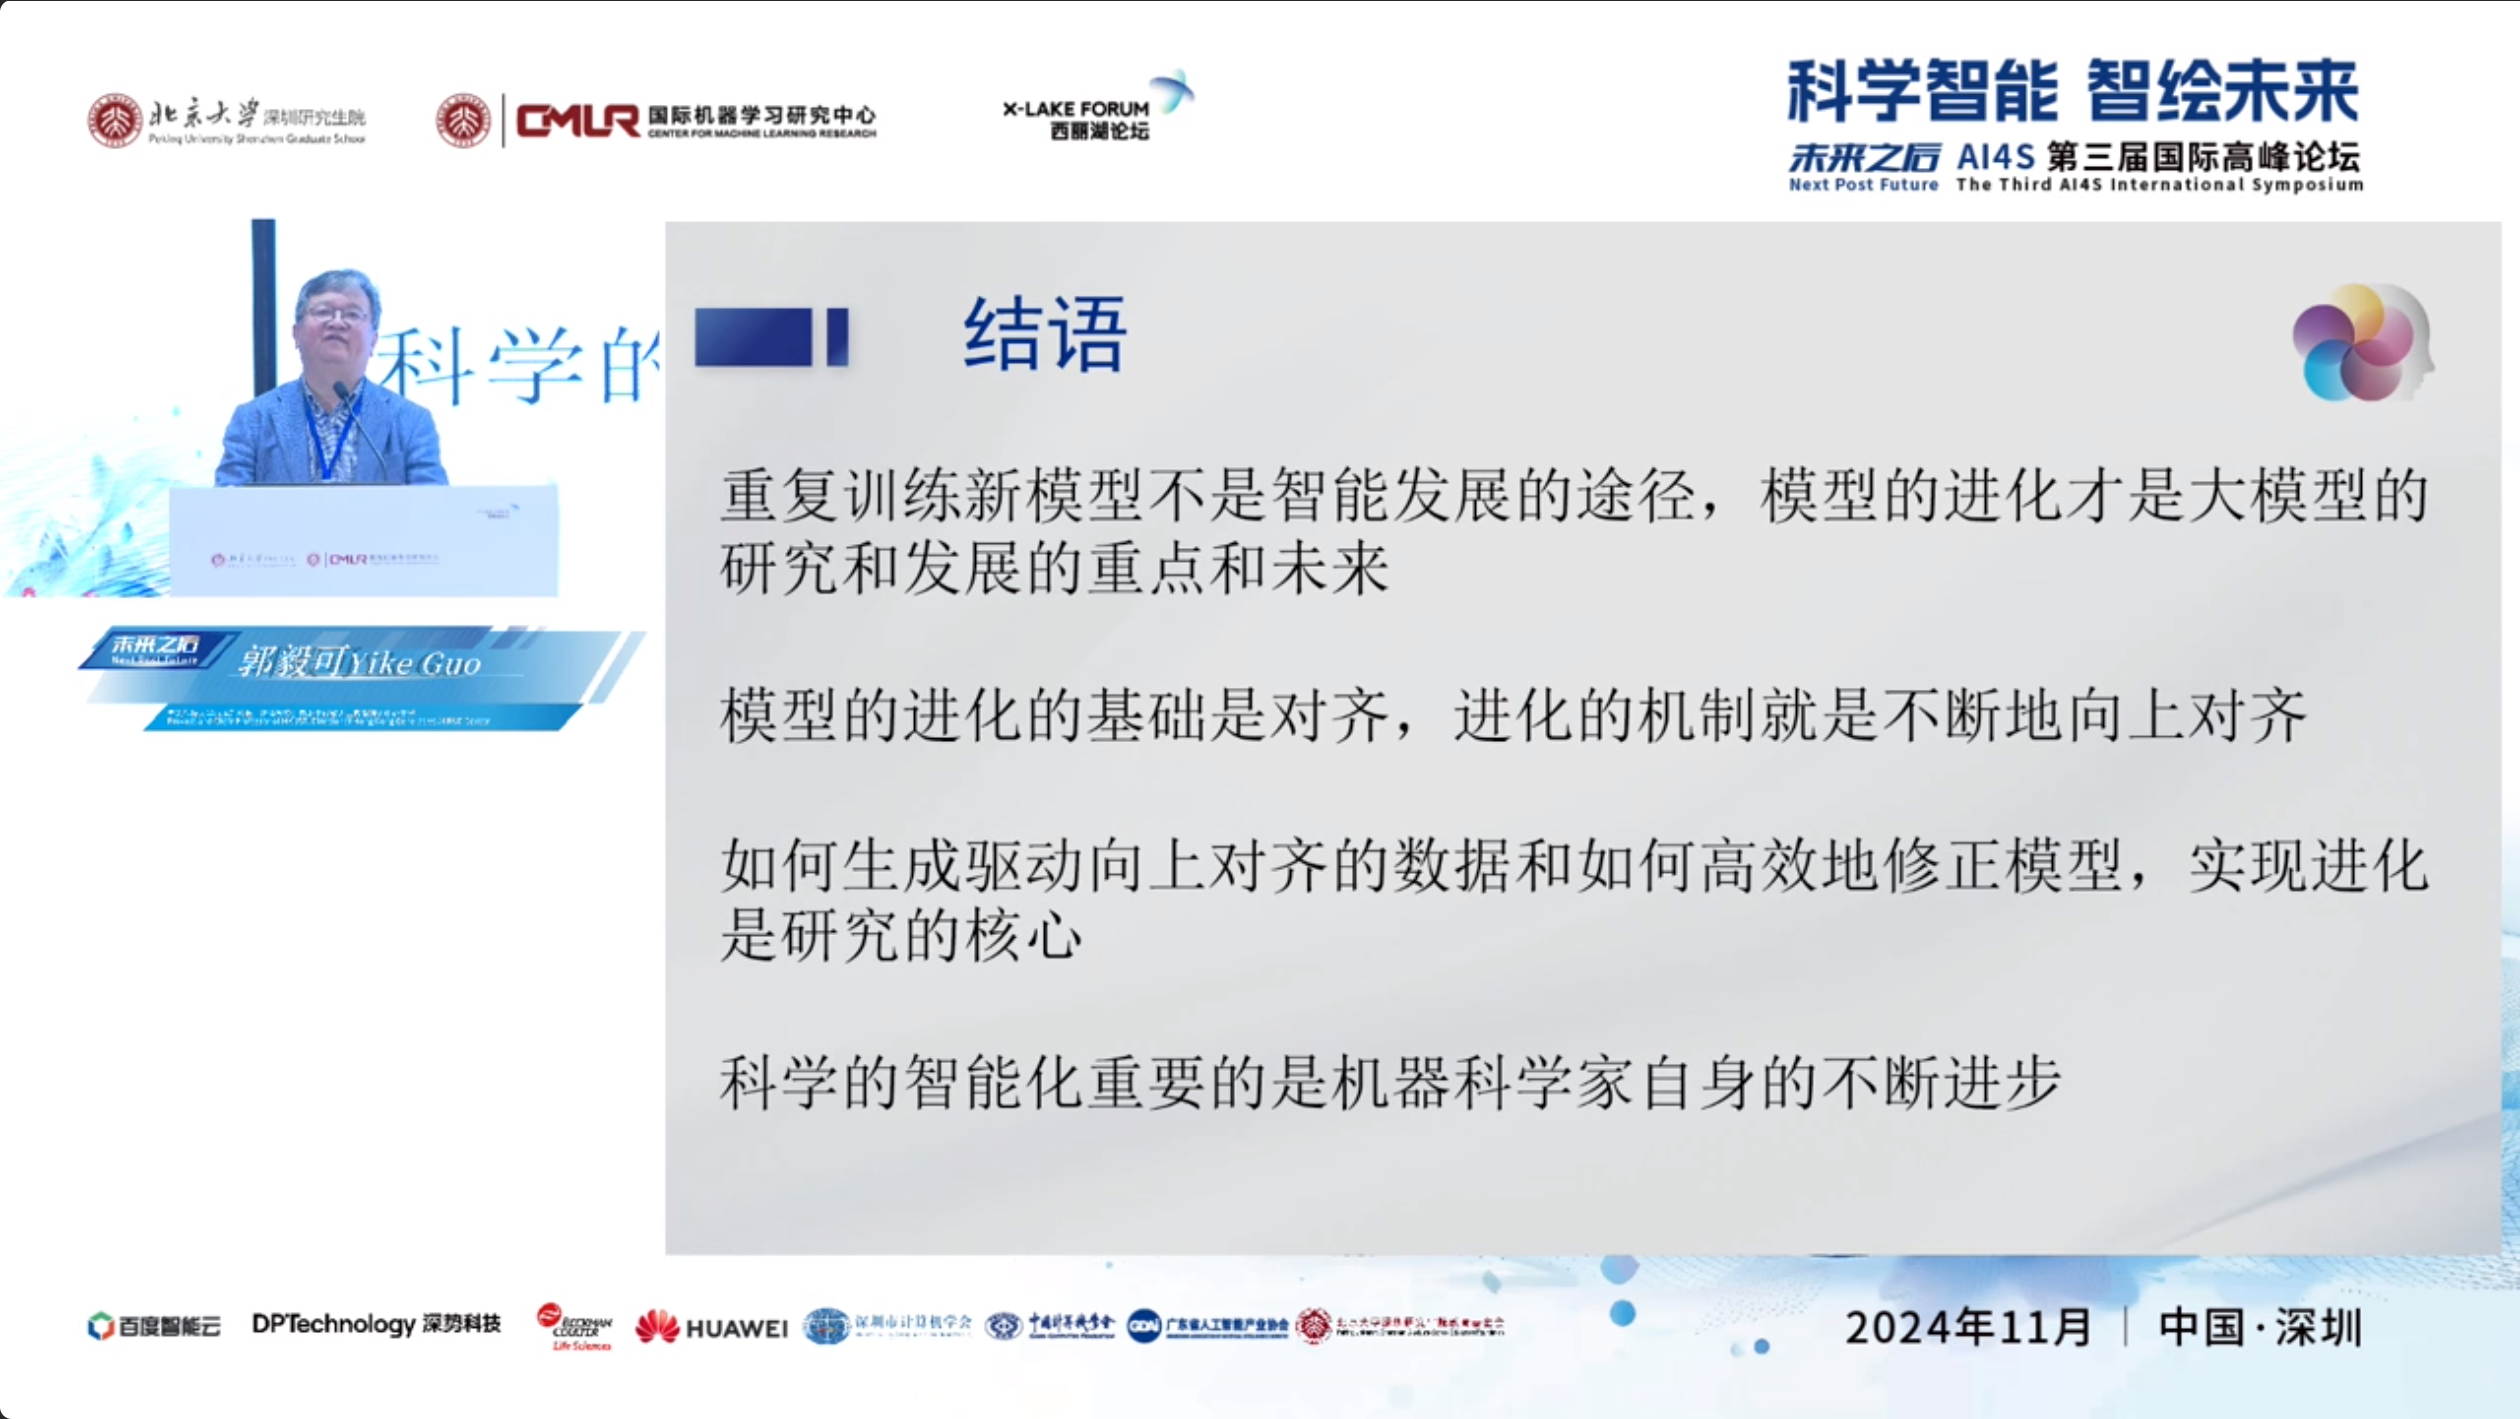 北京大学 深圳研究生院
Peking University Shenzhen Graduate School
CMLR 国际机器学习研究中心
CENTER FOR MACHINE LEARNING RESEARCH
X-LAKE FORUM
西丽湖论坛
科学智能 智绘未来
未来之后 AI4S 第三届国际高峰论坛
Next Post Future The Third AI4S International Symposium
科学的
CMLR
未来之后
Next Post Future
郭毅可Yike Guo
结语
重复训练新模型不是智能发展的途径，模型的进化才是大模型的
研究和发展的重点和未来
模型的进化的基础是对齐，进化的机制就是不断地向上对齐
如何生成驱动向上对齐的数据和如何高效地修正模型，实现进化
是研究的核心
科学的智能化重要的是机器科学家自身的不断进步
百度智能云
DPTechnology 深势科技
BECKMAN
COULTER
Life Sciences
HUAWEI
深圳市计算机学会
广东省人工智能产业协会
2024年11月 | 中国·深圳